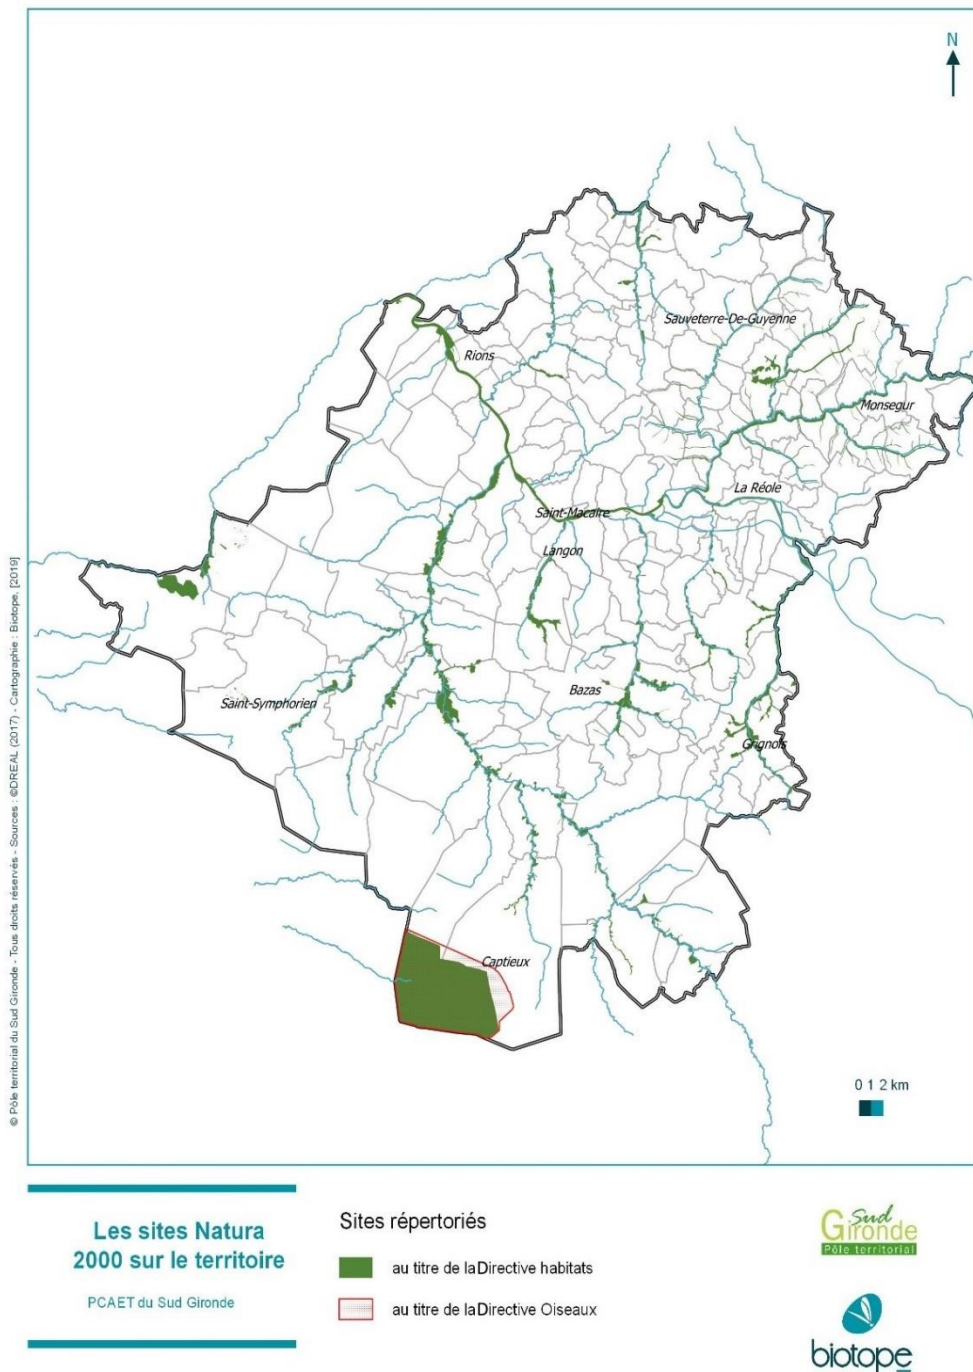 N
Sauveterre-De-Guyenne
Rions
Monsegur
La Réole
Saint-Macaire
Langon
Saint-Symphorien
Bazas
Grignols
Captieux
0 1 2 km
© Pôle territorial du Sud Gironde - Tous droits réservés - Sources : ©DREAL (2017) - Cartographie : Biotope, [2019]
Les sites Natura
2000 sur le territoire
PCAET du Sud Gironde
Sites répertoriés
au titre de laDirective habitats
au titre de laDirective Oiseaux
Sud
Gironde
Pôle territorial
biotope